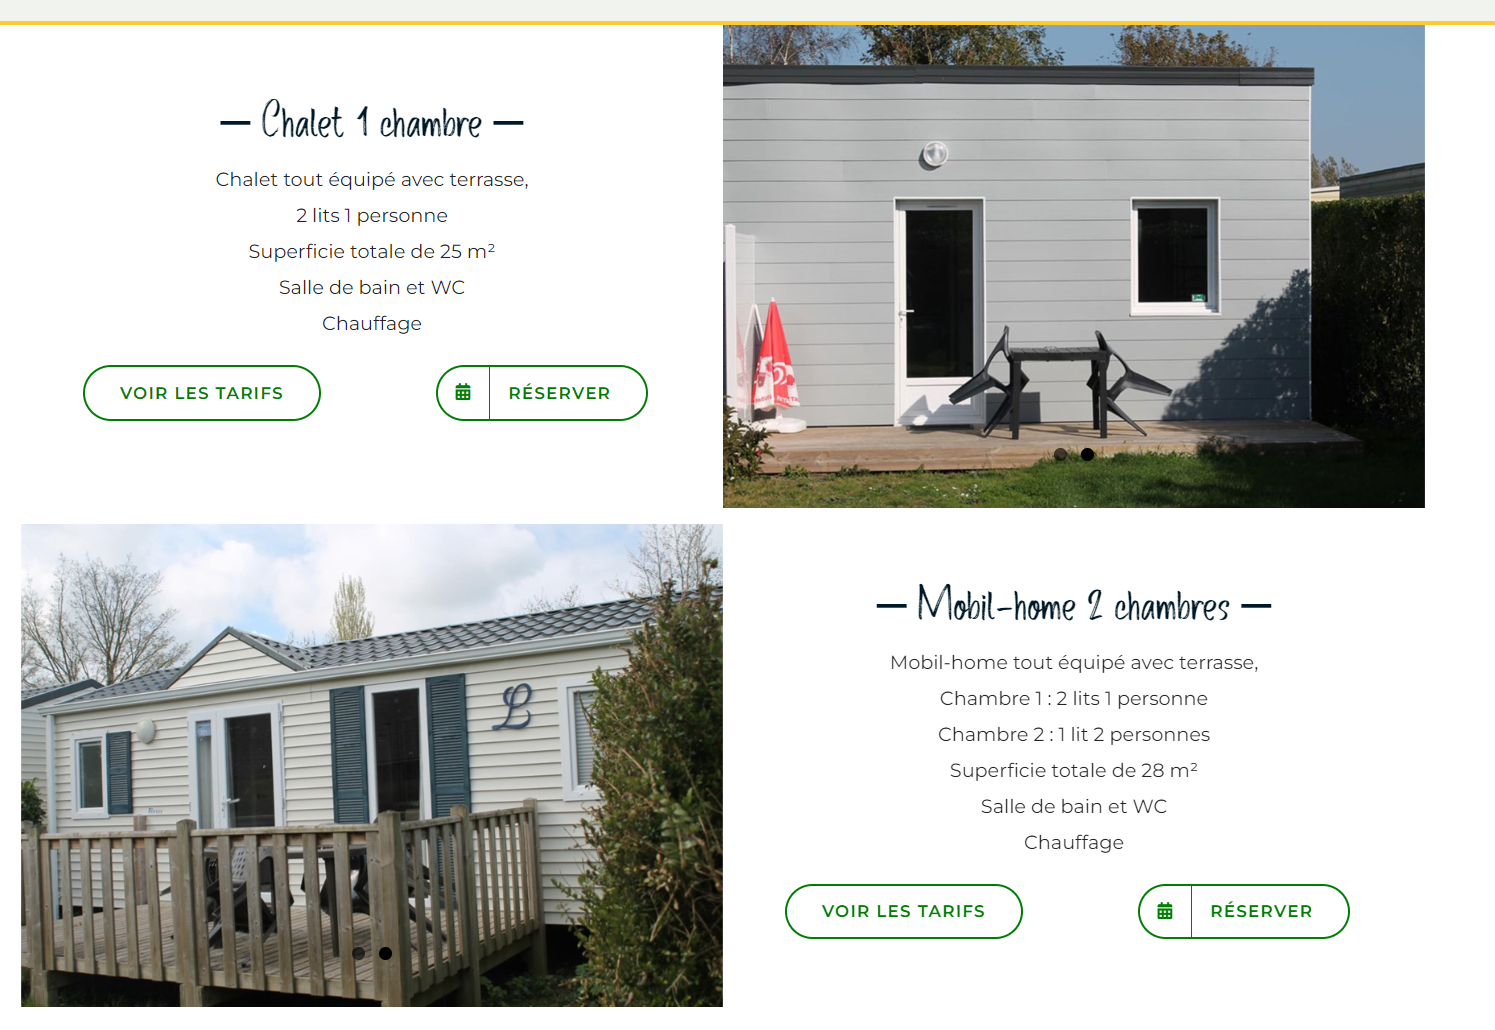 Chalet 1 chambre
Chalet tout équipé avec terrasse,
2 lits 1 personne
Superficie totale de 25 m²
Salle de bain et WC
Chauffage
VOIR LES TARIFS
RÉSERVER
L
Mobil-home 2 chambres
Mobil-home tout équipé avec terrasse,
Chambre 1 : 2 lits 1 personne
Chambre 2 : 1 lit 2 personnes
Superficie totale de 28 m²
Salle de bain et WC
Chauffage
VOIR LES TARIFS
RÉSERVER